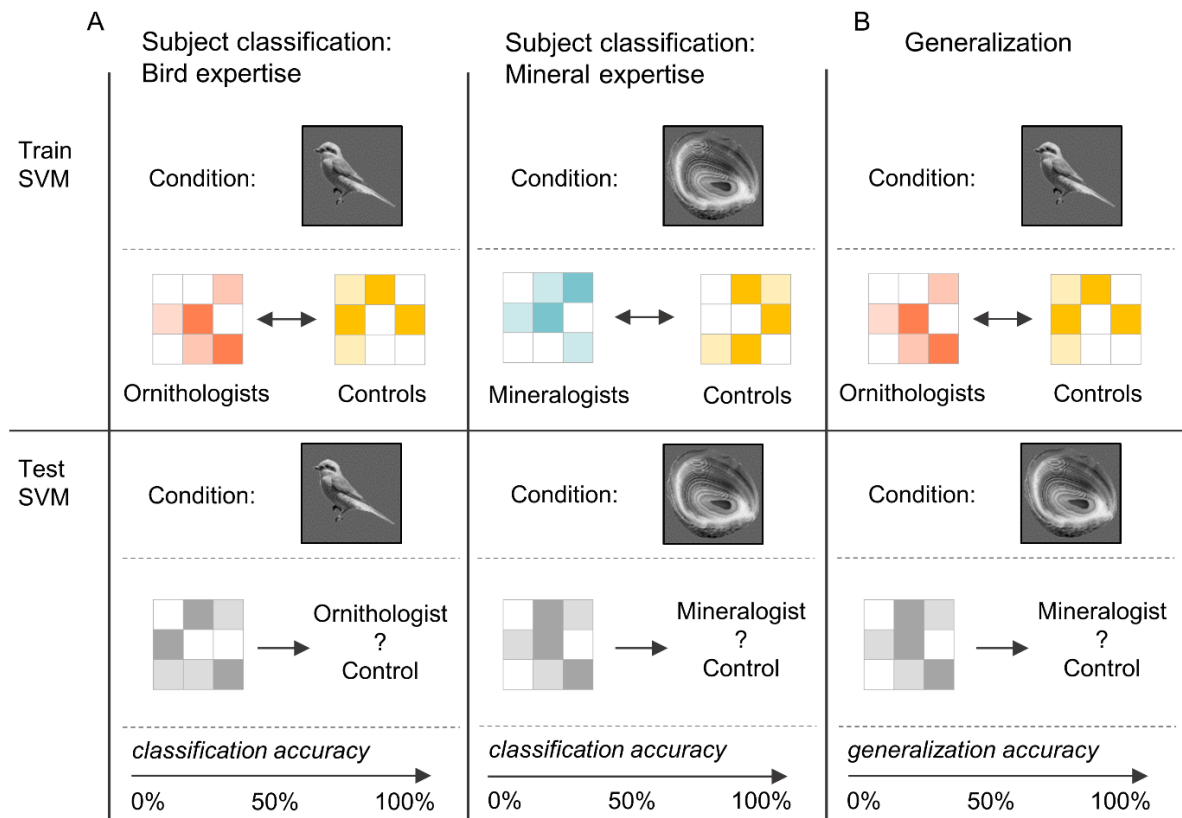 A
Subject classification:
Bird expertise
Subject classification:
Mineral expertise
B
Generalization
Train
SVM
Condition:
Condition:
Condition:
Ornithologists
Controls
Mineralogists
Controls
Ornithologists
Controls
Test
SVM
Condition:
Condition:
Condition:
Ornithologist
?
Control
Mineralogist
?
Control
Mineralogist
?
Control
classification accuracy
0% 50% 100%
classification accuracy
0% 50% 100%
generalization accuracy
0% 50% 100%